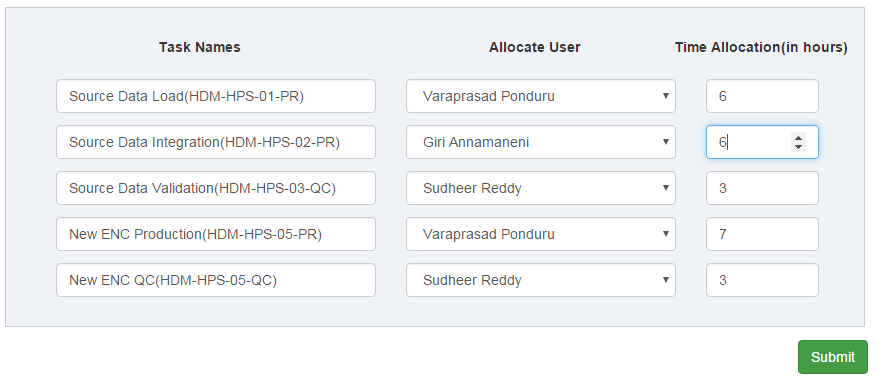 Task Names Allocate User Time Allocation(in hours)
Source Data Load(HDM-HPS-01-PR) Varaprasad Ponduru 6
Source Data Integration(HDM-HPS-02-PR) Giri Annamaneni 6
Source Data Validation(HDM-HPS-03-QC) Sudheer Reddy 3
New ENC Production(HDM-HPS-05-PR) Varaprasad Ponduru 7
New ENC QC(HDM-HPS-05-QC) Sudheer Reddy 3
Submit